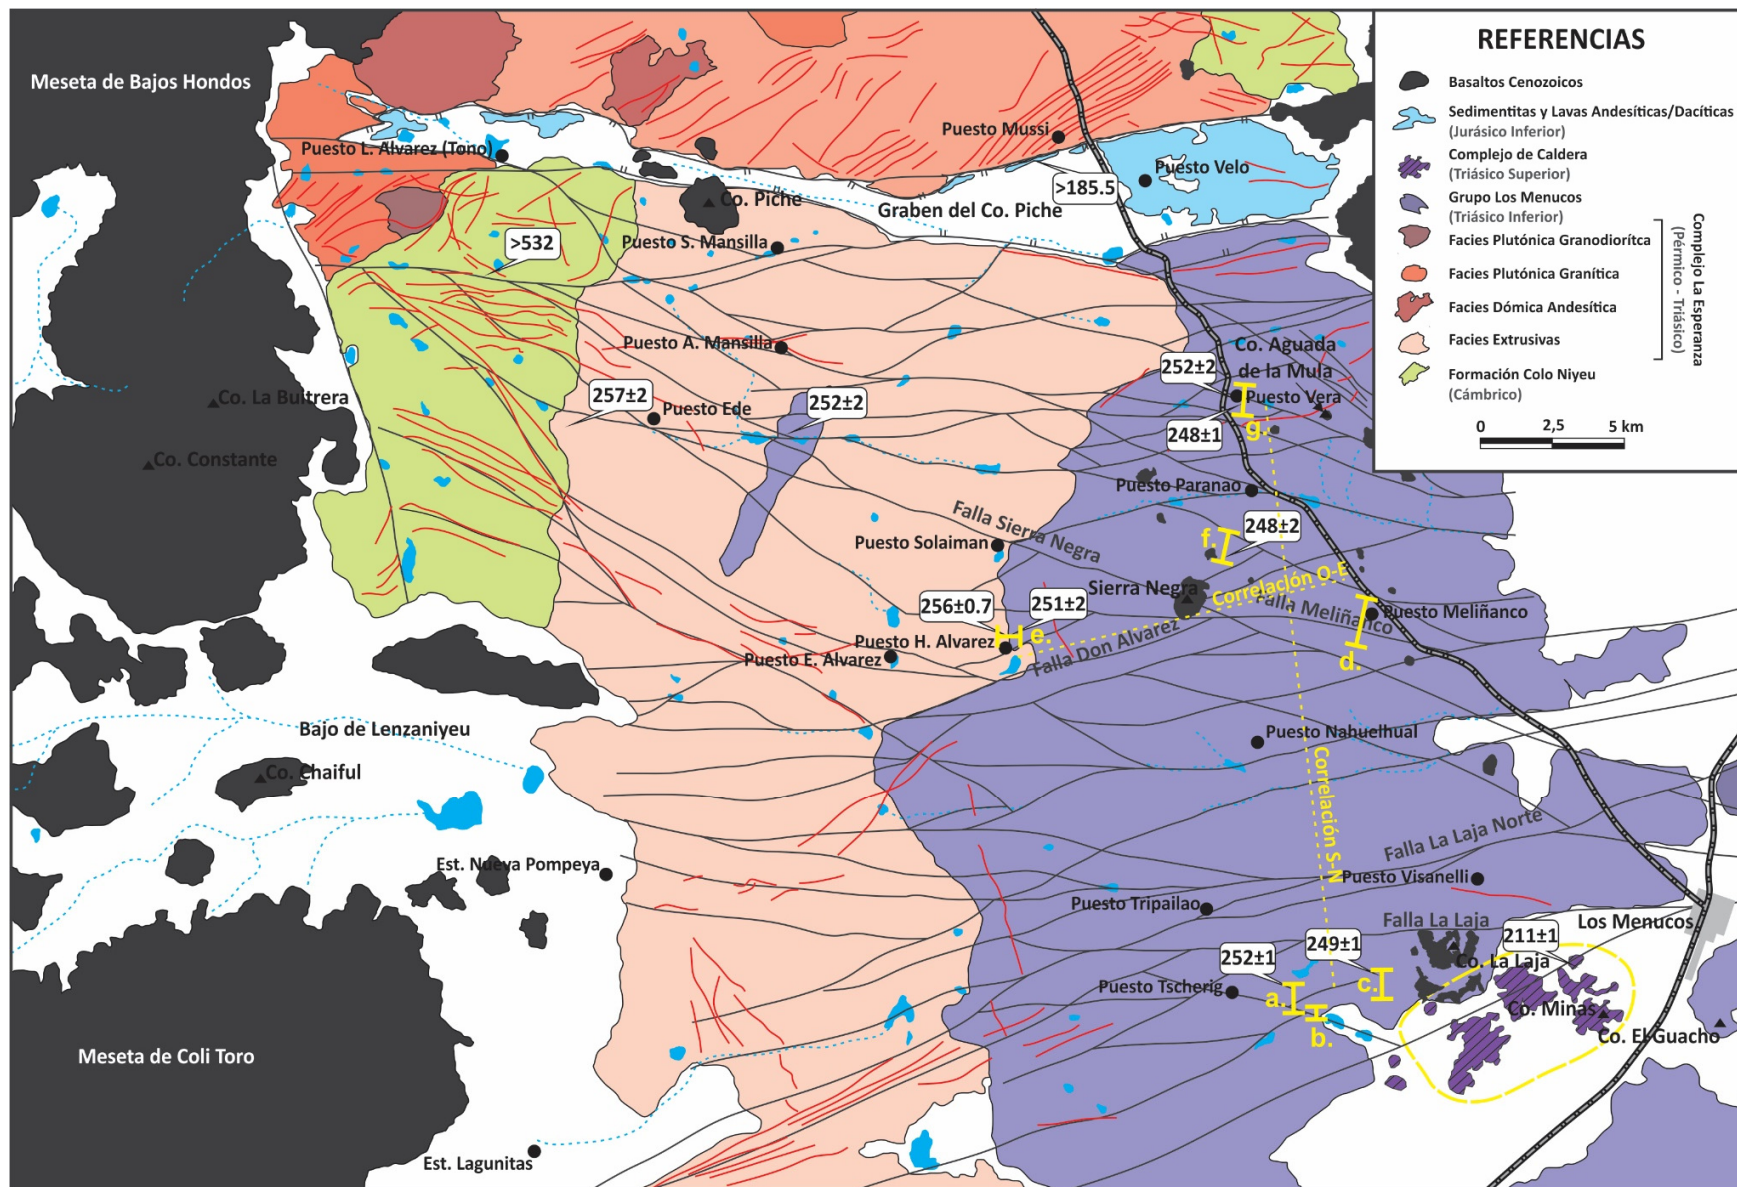 REFERENCIAS
Basaltos Cenozoicos
Sedimentitas y Lavas Andesíticas/Dacíticas
(Jurásico Inferior)
Complejo de Caldera
(Triásico Superior)
Grupo Los Menucos
(Triásico Inferior)
Facies Plutónica Granodiorítca
Facies Plutónica Granítica
Facies Dómica Andesítica
Facies Extrusivas
Formación Colo Niyeu
(Cámbrico)
Complejo La Esperanza
(Pérmico - Triásico)
0 2,5 5 km
Meseta de Bajos Hondos
Puesto L. Alvarez (Tono)
Puesto Mussi
Puesto Velo
>185.5
Co. Piche
Graben del Co. Piche
>532
Puesto S. Mansilla
Puesto A. Mansilla
Co. Aguada
de la Mula
252±2
Puesto Vera
g.
248±1
Co. La Buitrera
257±2
Puesto Ede
252±2
Co. Constante
Puesto Paranao
Falla Sierra Negra
248±2
f.
Puesto Solaiman
Sierra Negra
Correlación O-E
Falla Meliñanco
Puesto Meliñanco
256±0.7
251±2
e.
Puesto H. Alvarez
Puesto E. Alvarez
Falla Don Alvarez
d.
Bajo de Lenzaniyeu
Puesto Nahuelhual
Co. Chaiful
Correlación S-N
Falla La Laja Norte
Est. Nueva Pompeya
Puesto Visanelli
Puesto Tripailao
Falla La Laja
Los Menucos
211±1
249±1
252±1
Co. La Laja
Puesto Tscherig
a.
c.
b.
Co. Minas
Co. El Guacho
Meseta de Coli Toro
Est. Lagunitas